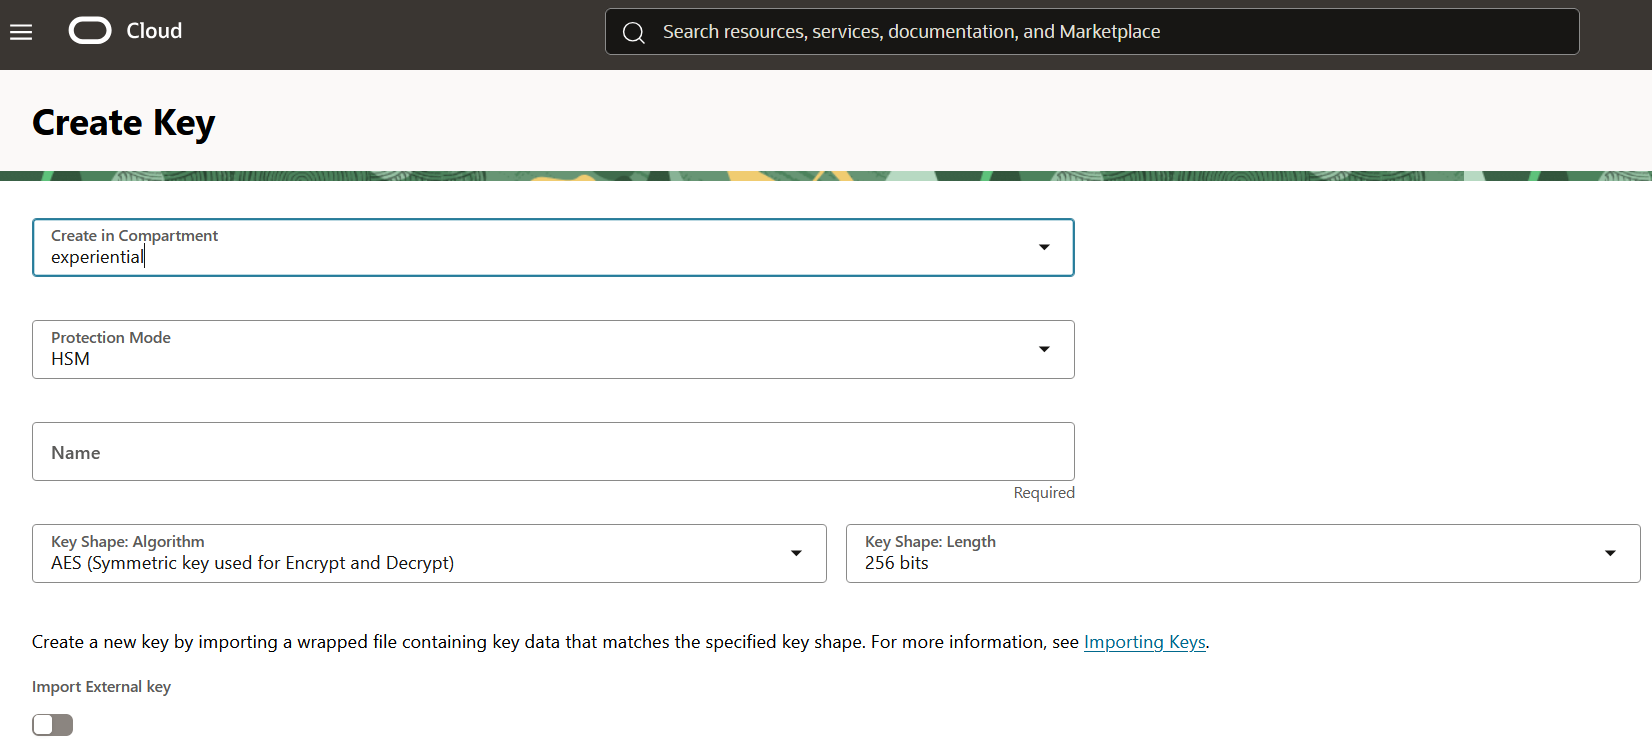 Cloud
Search resources, services, documentation, and Marketplace
Create Key
Create in Compartment
experiential
Protection Mode
HSM
Name
Required
Key Shape: Algorithm
AES (Symmetric key used for Encrypt and Decrypt)
Key Shape: Length
256 bits
Create a new key by importing a wrapped file containing key data that matches the specified key shape. For more information, see Importing Keys.
Import External key